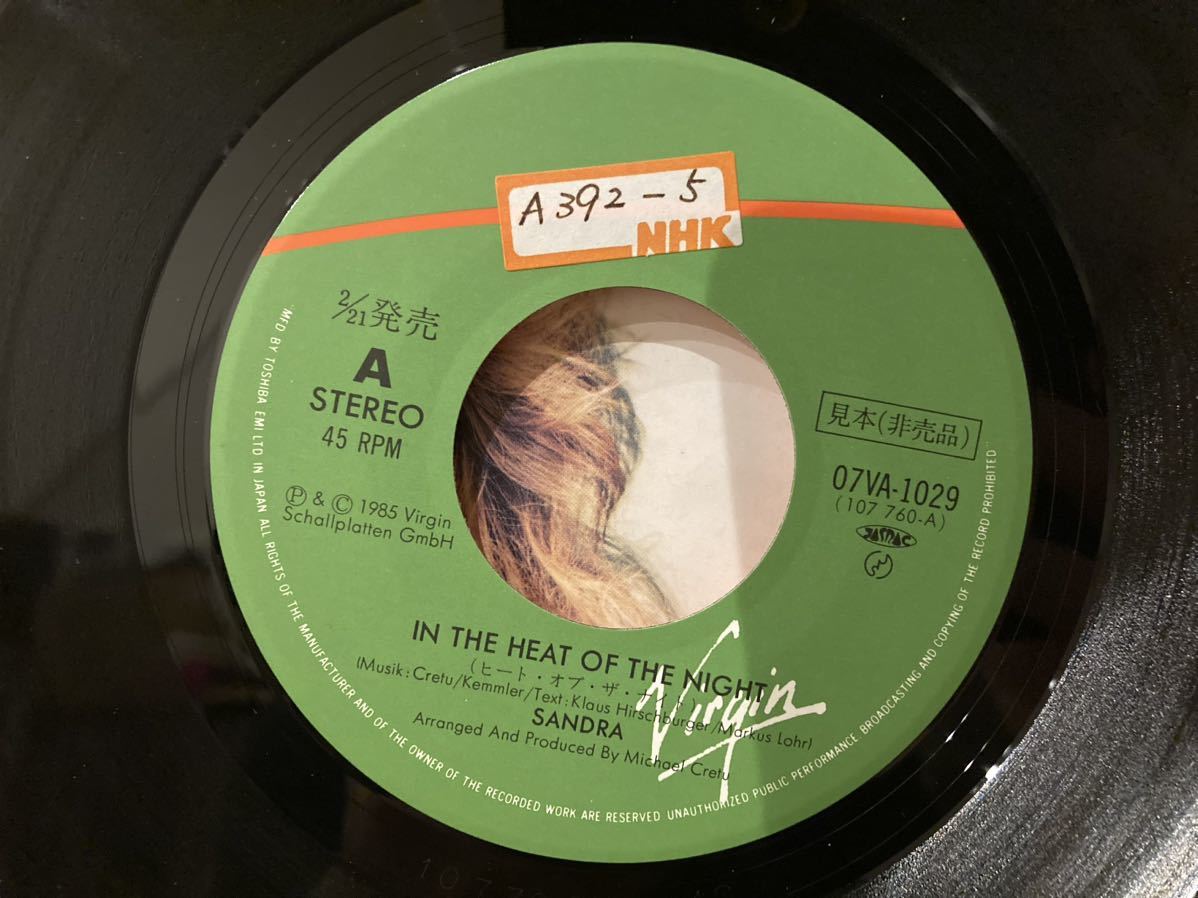 A392-5
NHK
2/21発売
A
STEREO
45 RPM
Ⓟ & © 1985 Virgin
Schallplatten GmbH
見本(非売品)
07VA-1029
(107 760-A)
JASRAC
IN THE HEAT OF THE NIGHT
(ヒート・オブ・ザ・ナイト)
(Musik: Cretu/Kemmler/Text: Klaus Hirschburger/Markus Lohr)
SANDRA
Arranged And Produced By Michael Cretu
Virgin
MFD BY TOSHIBA EMI LTD IN JAPAN ALL RIGHTS OF THE MANUFACTURER AND OF THE OWNER OF THE RECORDED WORK ARE RESERVED UNAUTHORIZED PUBLIC PERFORMANCE BROADCASTING AND COPYING OF THE RECORD PROHIBITED